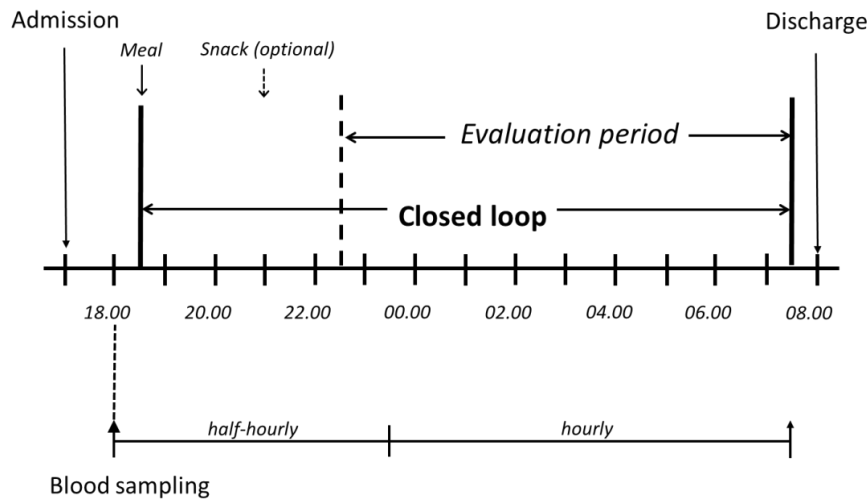 Admission
Discharge
Meal
Snack (optional)
Evaluation period
Closed loop
18.00 20.00 22.00 00.00 02.00 04.00 06.00 08.00
half-hourly hourly
Blood sampling